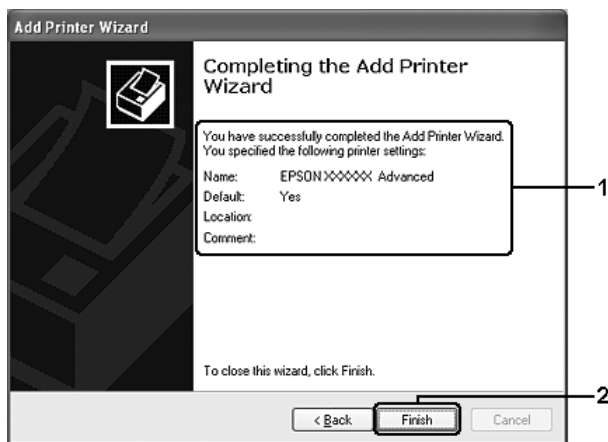 Add Printer Wizard
Completing the Add Printer
Wizard
You have successfully completed the Add Printer Wizard.
You specified the following printer settings:
Name: EPSON XXXXXX Advanced
Default: Yes
Location:
Comment:
1
To close this wizard, click Finish.
2
< Back Finish Cancel